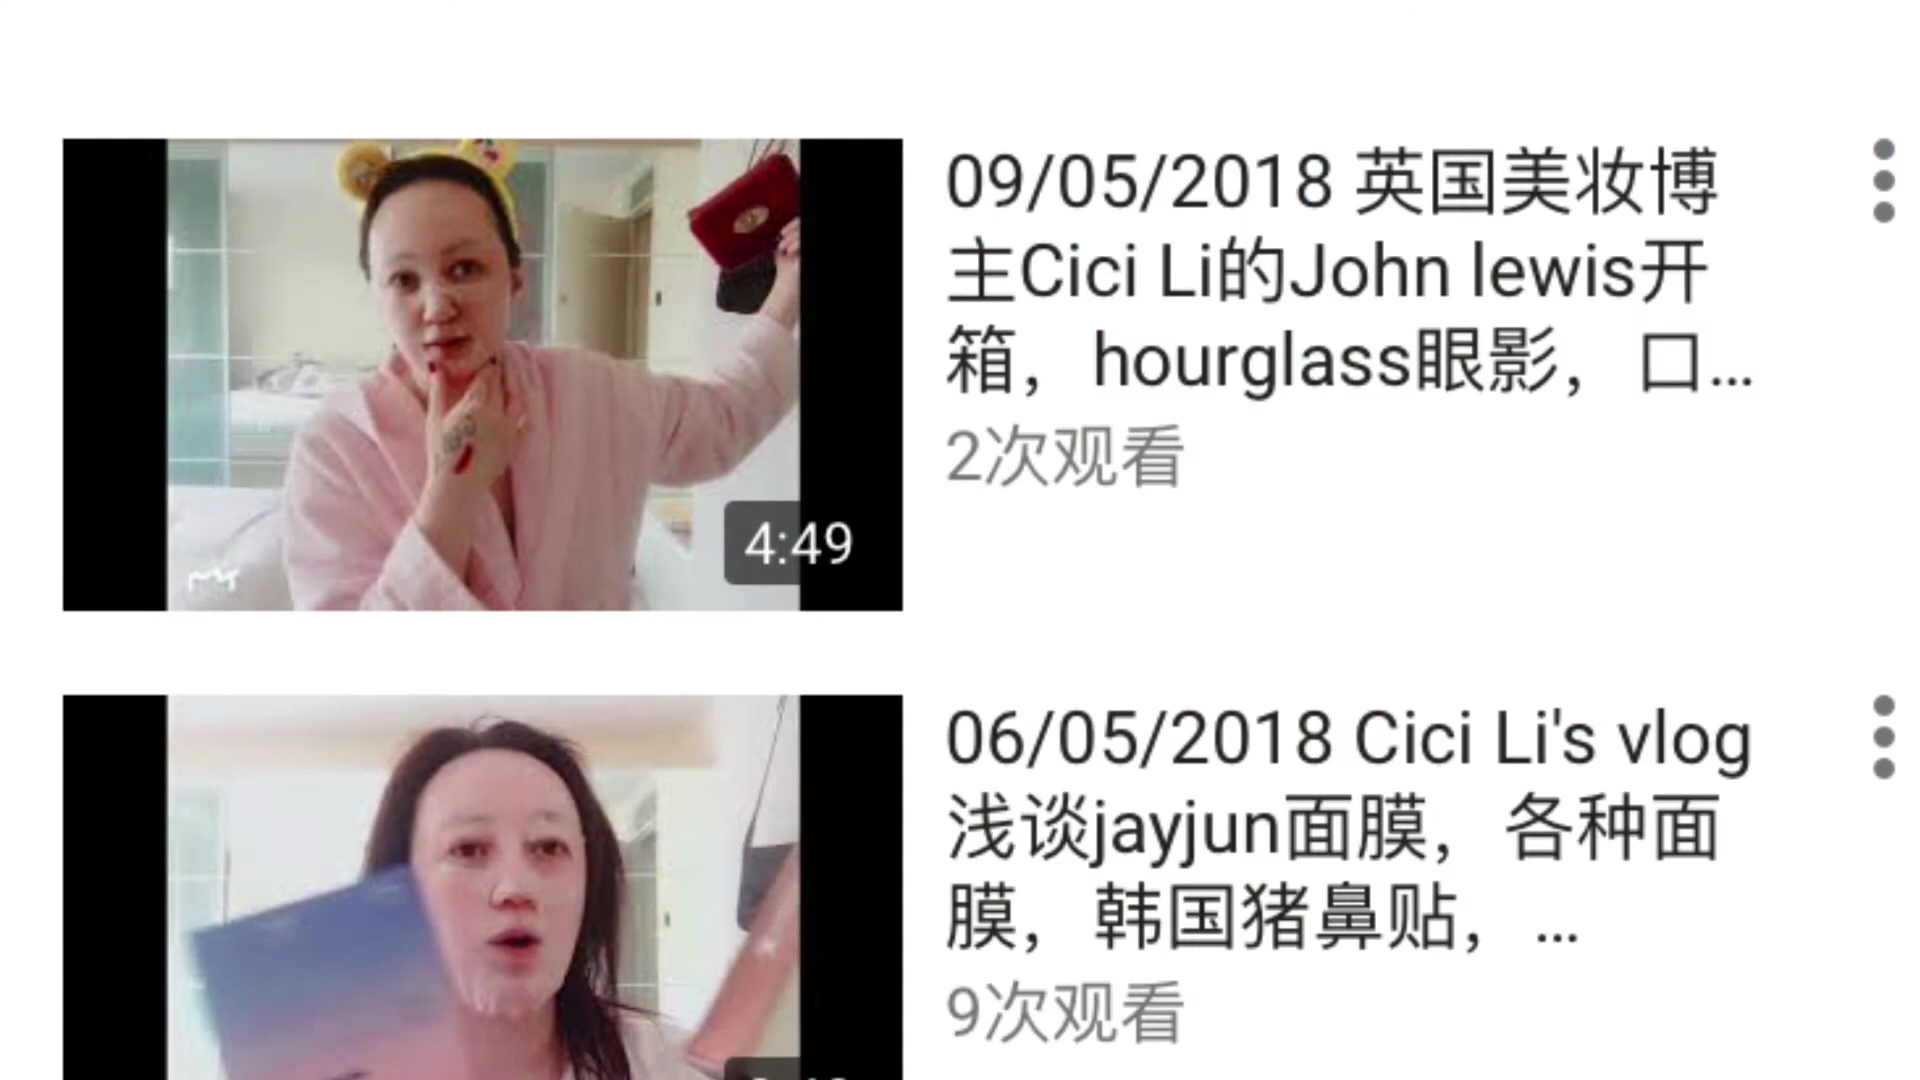 09/05/2018 英国美妆博
主Cici Li的John lewis开
箱，hourglass眼影，口...
2次观看
4:49
06/05/2018 Cici Li's vlog
浅谈jayjun面膜，各种面
膜，韩国猪鼻贴，...
9次观看